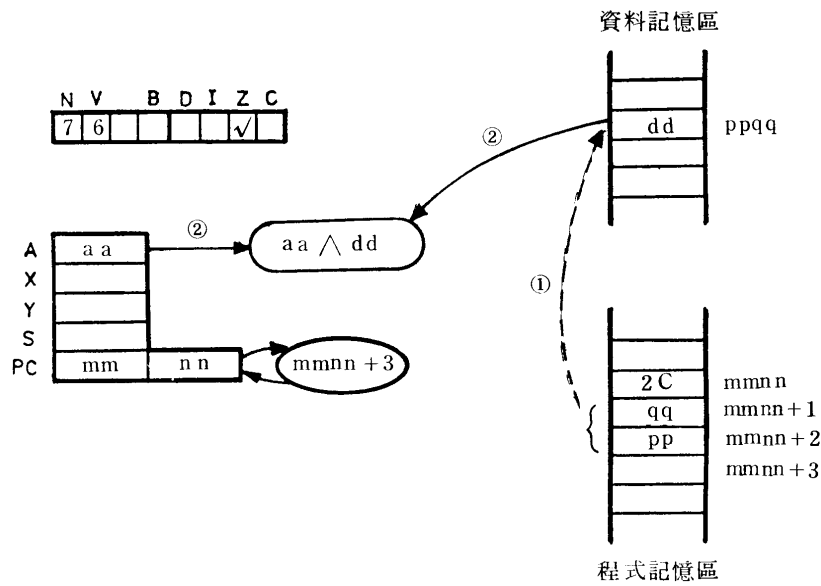 資料記憶區
N V B D I Z C
7 6 √
dd ppqq
②
②
A aa
aa ∧ dd
X
①
Y
S
PC mm nn
mmnn+3
2C mmnn
qq mmnn+1
pp mmnn+2
mmnn+3
程式記憶區